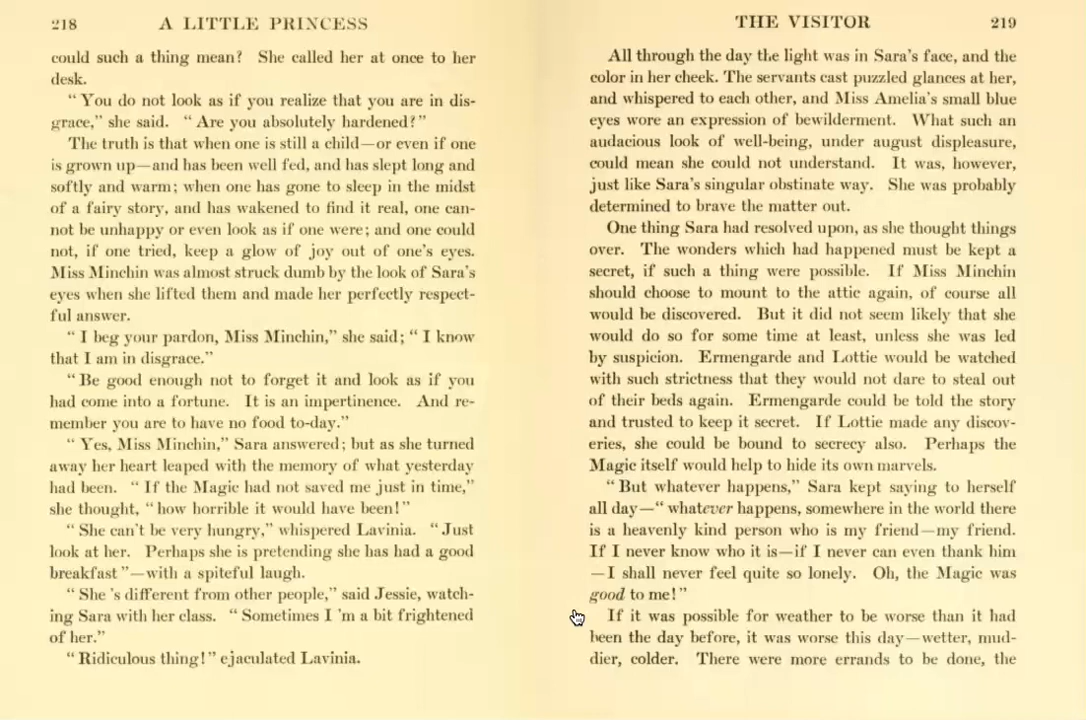 218 A LITTLE PRINCESS
could such a thing mean? She called her at once to her
desk.
“ You do not look as if you realize that you are in dis-
grace,” she said. “ Are you absolutely hardened?”
The truth is that when one is still a child—or even if one
is grown up—and has been well fed, and has slept long and
softly and warm; when one has gone to sleep in the midst
of a fairy story, and has wakened to find it real, one can-
not be unhappy or even look as if one were; and one could
not, if one tried, keep a glow of joy out of one’s eyes.
Miss Minchin was almost struck dumb by the look of Sara’s
eyes when she lifted them and made her perfectly respect-
ful answer.
“ I beg your pardon, Miss Minchin,” she said; “ I know
that I am in disgrace.”
“Be good enough not to forget it and look as if you
had come into a fortune. It is an impertinence. And re-
member you are to have no food to-day.”
“ Yes, Miss Minchin,” Sara answered; but as she turned
away her heart leaped with the memory of what yesterday
had been. “ If the Magic had not saved me just in time,”
she thought, “ how horrible it would have been!”
“She can’t be very hungry,” whispered Lavinia. “Just
look at her. Perhaps she is pretending she has had a good
breakfast”—with a spiteful laugh.
“She ’s different from other people,” said Jessie, watch-
ing Sara with her class. “ Sometimes I ’m a bit frightened
of her.”
“Ridiculous thing!” ejaculated Lavinia.
THE VISITOR 219
All through the day the light was in Sara’s face, and the
color in her cheek. The servants cast puzzled glances at her,
and whispered to each other, and Miss Amelia’s small blue
eyes wore an expression of bewilderment. What such an
audacious look of well-being, under august displeasure,
could mean she could not understand. It was, however,
just like Sara’s singular obstinate way. She was probably
determined to brave the matter out.
One thing Sara had resolved upon, as she thought things
over. The wonders which had happened must be kept a
secret, if such a thing were possible. If Miss Minchin
should choose to mount to the attic again, of course all
would be discovered. But it did not seem likely that she
would do so for some time at least, unless she was led
by suspicion. Ermengarde and Lottie would be watched
with such strictness that they would not dare to steal out
of their beds again. Ermengarde could be told the story
and trusted to keep it secret. If Lottie made any discov-
eries, she could be bound to secrecy also. Perhaps the
Magic itself would help to hide its own marvels.
“But whatever happens,” Sara kept saying to herself
all day—“ whatever happens, somewhere in the world there
is a heavenly kind person who is my friend—my friend.
If I never know who it is—if I never can even thank him
—I shall never feel quite so lonely. Oh, the Magic was
good to me!”
If it was possible for weather to be worse than it had
been the day before, it was worse this day—wetter, mud-
dier, colder. There were more errands to be done, the